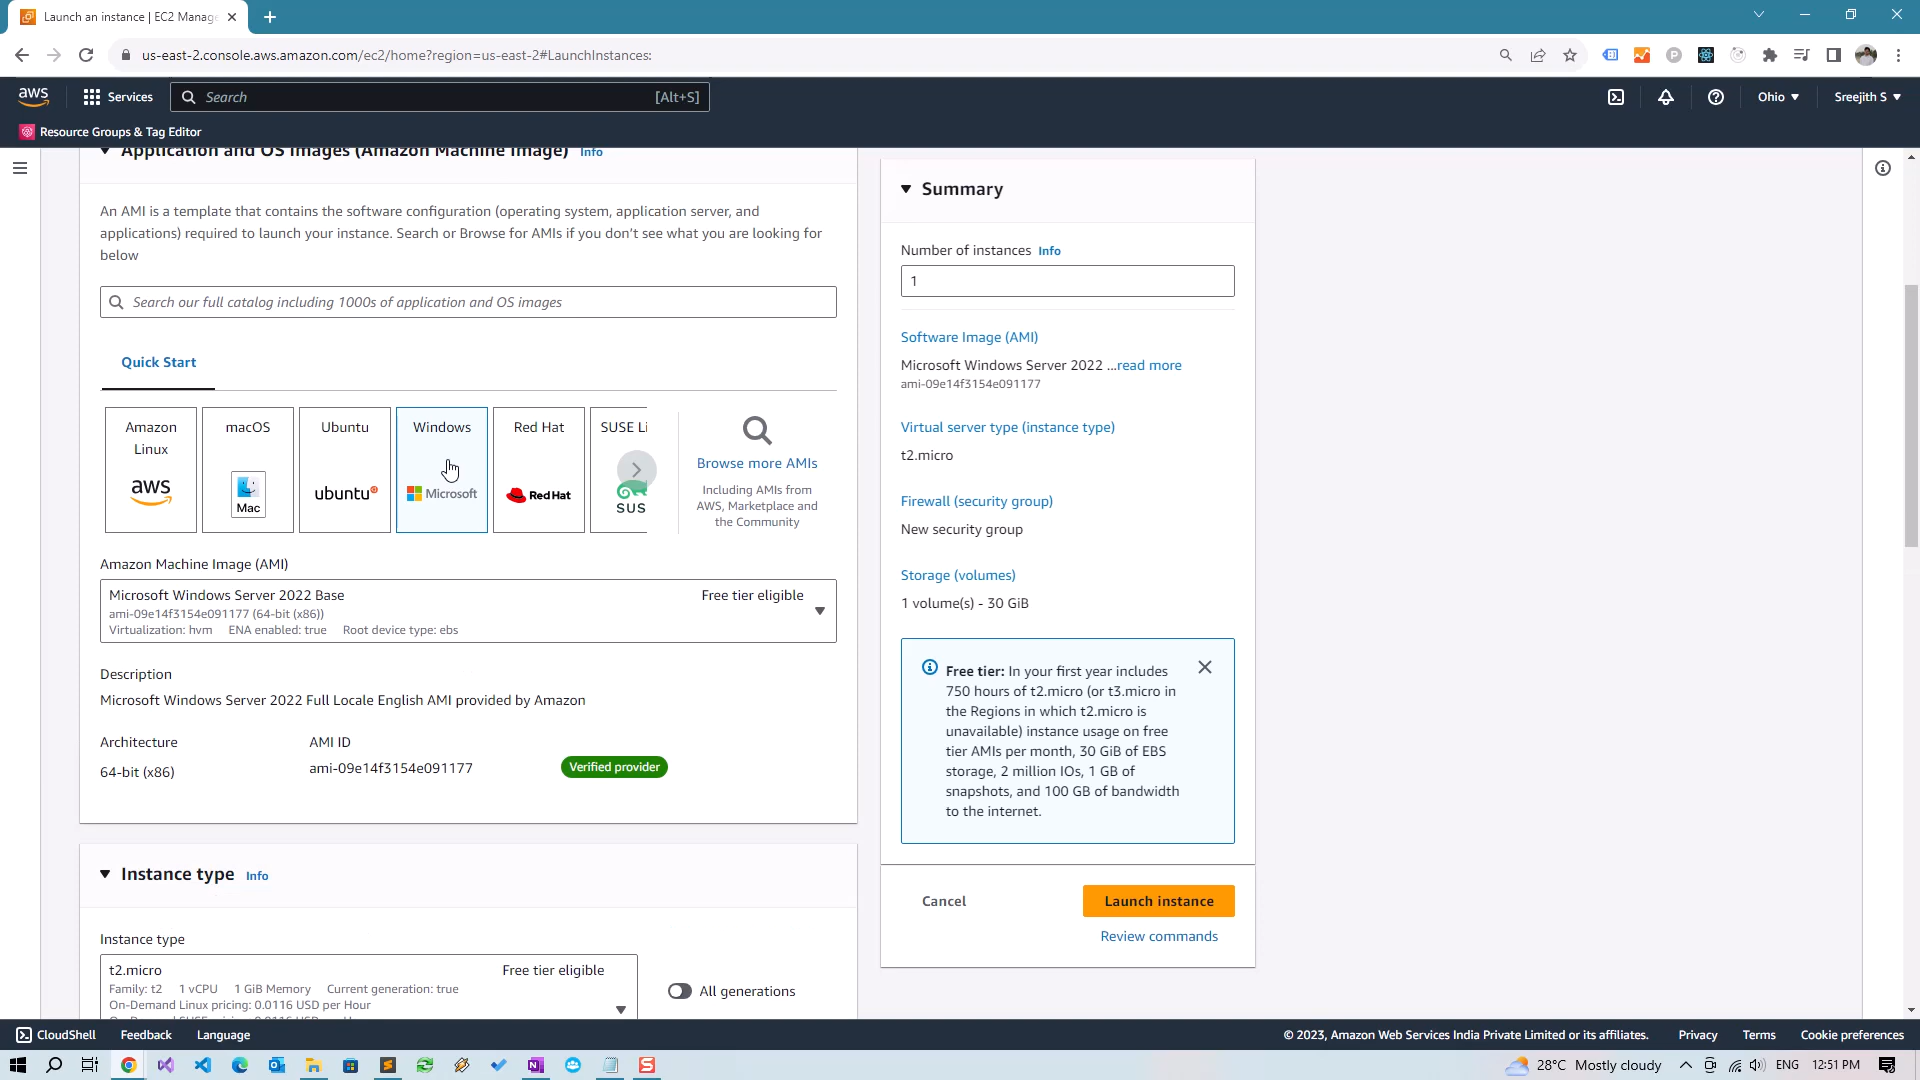 Launch an instance | EC2 Manage
us-east-2.console.aws.amazon.com/ec2/home?region=us-east-2#LaunchInstances:
aws
Services
Search
[Alt+S]
Ohio
Sreejith S
Resource Groups & Tag Editor
Application and OS Images (Amazon Machine Image) Info
An AMI is a template that contains the software configuration (operating system, application server, and
applications) required to launch your instance. Search or Browse for AMIs if you don’t see what you are looking for
below
Search our full catalog including 1000s of application and OS images
Quick Start
Amazon
Linux
aws
macOS
Mac
Ubuntu
ubuntu
Windows
Microsoft
Red Hat
Red Hat
SUSE Li
SUS
Browse more AMIs
Including AMIs from
AWS, Marketplace and
the Community
Amazon Machine Image (AMI)
Microsoft Windows Server 2022 Base
Free tier eligible
ami-09e14f3154e091177 (64-bit (x86))
Virtualization: hvm ENA enabled: true Root device type: ebs
Description
Microsoft Windows Server 2022 Full Locale English AMI provided by Amazon
Architecture
64-bit (x86)
AMI ID
ami-09e14f3154e091177
Verified provider
Instance type Info
Instance type
t2.micro
Free tier eligible
Family: t2 1 vCPU 1 GiB Memory Current generation: true
On-Demand Linux pricing: 0.0116 USD per Hour
All generations
Summary
Number of instances Info
1
Software Image (AMI)
Microsoft Windows Server 2022 ...read more
ami-09e14f3154e091177
Virtual server type (instance type)
t2.micro
Firewall (security group)
New security group
Storage (volumes)
1 volume(s) - 30 GiB
Free tier: In your first year includes
750 hours of t2.micro (or t3.micro in
the Regions in which t2.micro is
unavailable) instance usage on free
tier AMIs per month, 30 GiB of EBS
storage, 2 million IOs, 1 GB of
snapshots, and 100 GB of bandwidth
to the internet.
Cancel
Launch instance
Review commands
CloudShell
Feedback
Language
© 2023, Amazon Web Services India Private Limited or its affiliates.
Privacy
Terms
Cookie preferences
28°C Mostly cloudy
ENG
12:51 PM